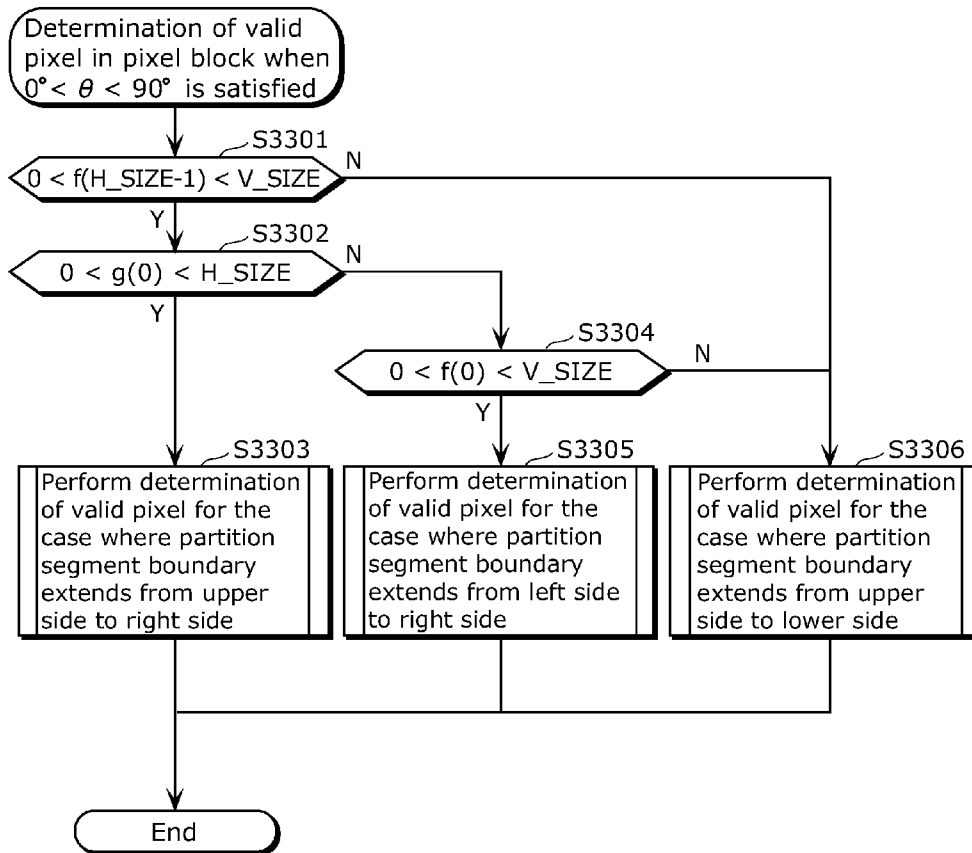 Determination of valid
pixel in pixel block when
0°< θ < 90° is satisfied
S3301
0 < f(H_SIZE-1) < V_SIZE
N
Y
S3302
0 < g(0) < H_SIZE
N
Y
S3304
0 < f(0) < V_SIZE
N
Y
S3303
Perform determination
of valid pixel for the
case where partition
segment boundary
extends from upper
side to right side
S3305
Perform determination
of valid pixel for the
case where partition
segment boundary
extends from left side
to right side
S3306
Perform determination
of valid pixel for the
case where partition
segment boundary
extends from upper
side to lower side
End